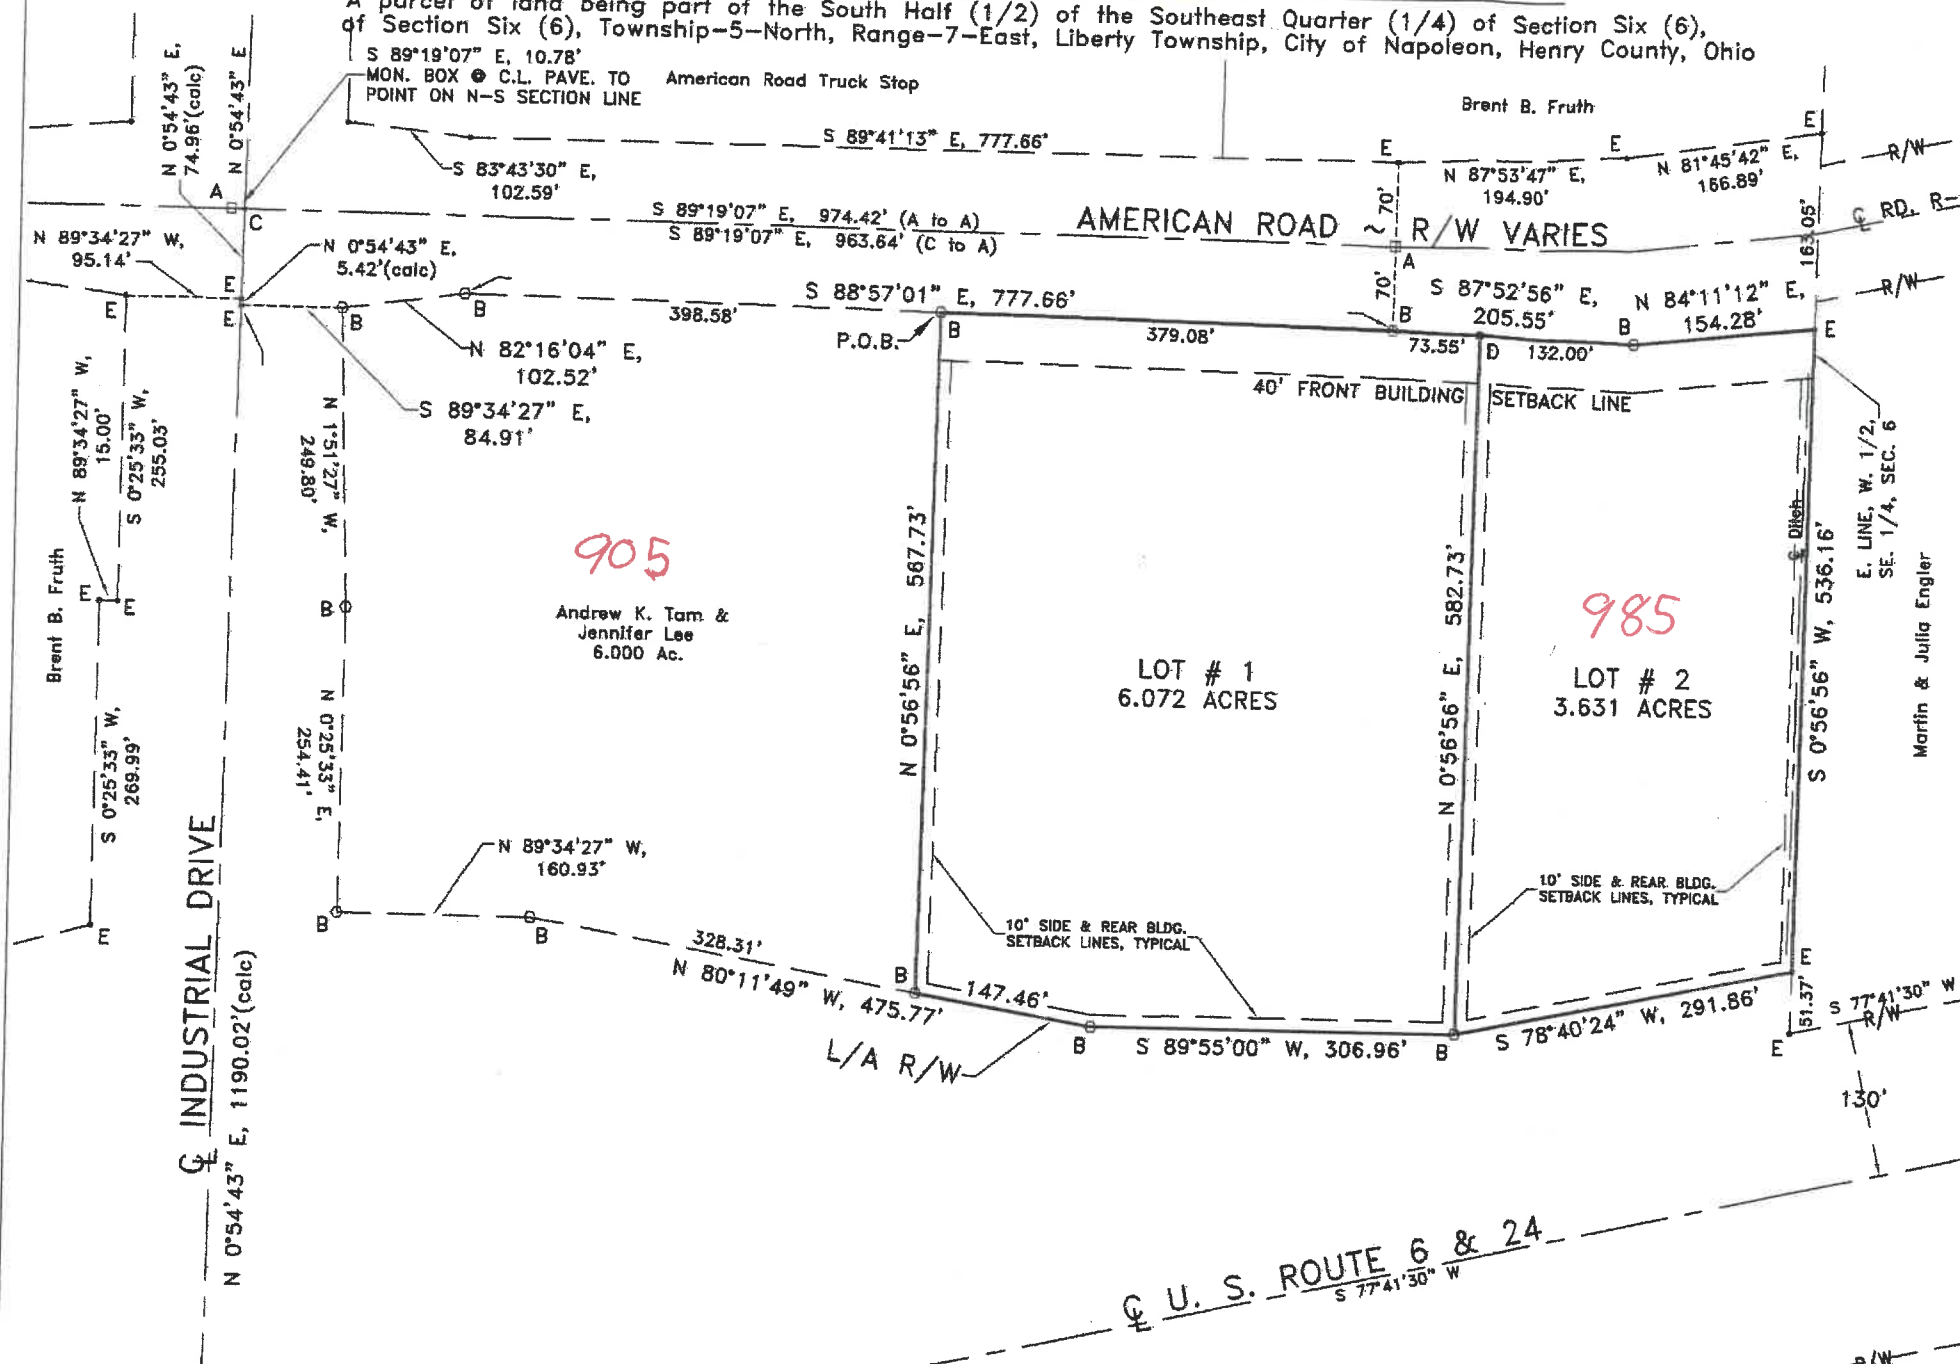 A parcel of land being part of the South Half (1/2) of the Southeast Quarter (1/4) of Section Six (6),
of Section Six (6), Township-5-North, Range-7-East, Liberty Township, City of Napoleon, Henry County, Ohio
S 89°19'07" E, 10.78'
MON. BOX @ C.L. PAVE. TO
POINT ON N-S SECTION LINE
American Road Truck Stop
Brent B. Fruth
N 0°54'43" E,
74.96'(calc)
N 0°54'43" E
S 89°41'13" E, 777.66'
S 83°43'30" E,
102.59'
E
E
E
N 87°53'47" E,
194.90'
N 81°45'42" E,
166.89'
R/W
A
C
S 89°19'07" E, 974.42' (A to A)
S 89°19'07" E, 963.64' (C to A)
AMERICAN ROAD ~ R/W VARIES
70'
163.05'
℄ RD. R-
A
70'
N 89°34'27" W,
95.14'
N 0°54'43" E,
5.42'(calc)
E
E
E
B
B
S 88°57'01" E, 777.66'
398.58'
P.O.B.
B
379.08'
B
S 87°52'56" E,
205.55'
N 84°11'12" E,
154.28'
R/W
73.55'
D
132.00'
B
E
N 82°16'04" E,
102.52'
S 89°34'27" E,
84.91'
40' FRONT BUILDING SETBACK LINE
N 89°34'27" W,
15.00'
S 0°25'33" W,
255.03'
N 1°51'27" W,
249.80'
E. LINE, W. 1/2,
SE. 1/4, SEC. 6
℄ Ditch
905
Andrew K. Tam &
Jennifer Lee
6.000 Ac.
N 0°56'56" E, 567.73'
N 0°56'56" E, 582.73'
985
S 0°56'56" W, 536.16'
Martin & Julia Engler
Brent B. Fruth
E
E
B
LOT # 1
6.072 ACRES
LOT # 2
3.631 ACRES
S 0°25'33" W,
269.99'
N 0°25'33" E,
254.41'
N 89°34'27" W,
160.93'
E
B
B
328.31'
N 80°11'49" W, 475.77'
10' SIDE & REAR BLDG.
SETBACK LINES, TYPICAL
10' SIDE & REAR BLDG.
SETBACK LINES, TYPICAL
B
147.46'
L/A R/W
B
S 89°55'00" W, 306.96'
B
S 78°40'24" W, 291.86'
E
51.37'
S 77°41'30" W
R/W
E
130'
℄ INDUSTRIAL DRIVE
N 0°54'43" E, 1190.02'(calc)
℄ U. S. ROUTE 6 & 24
S 77°41'30" W
R/W